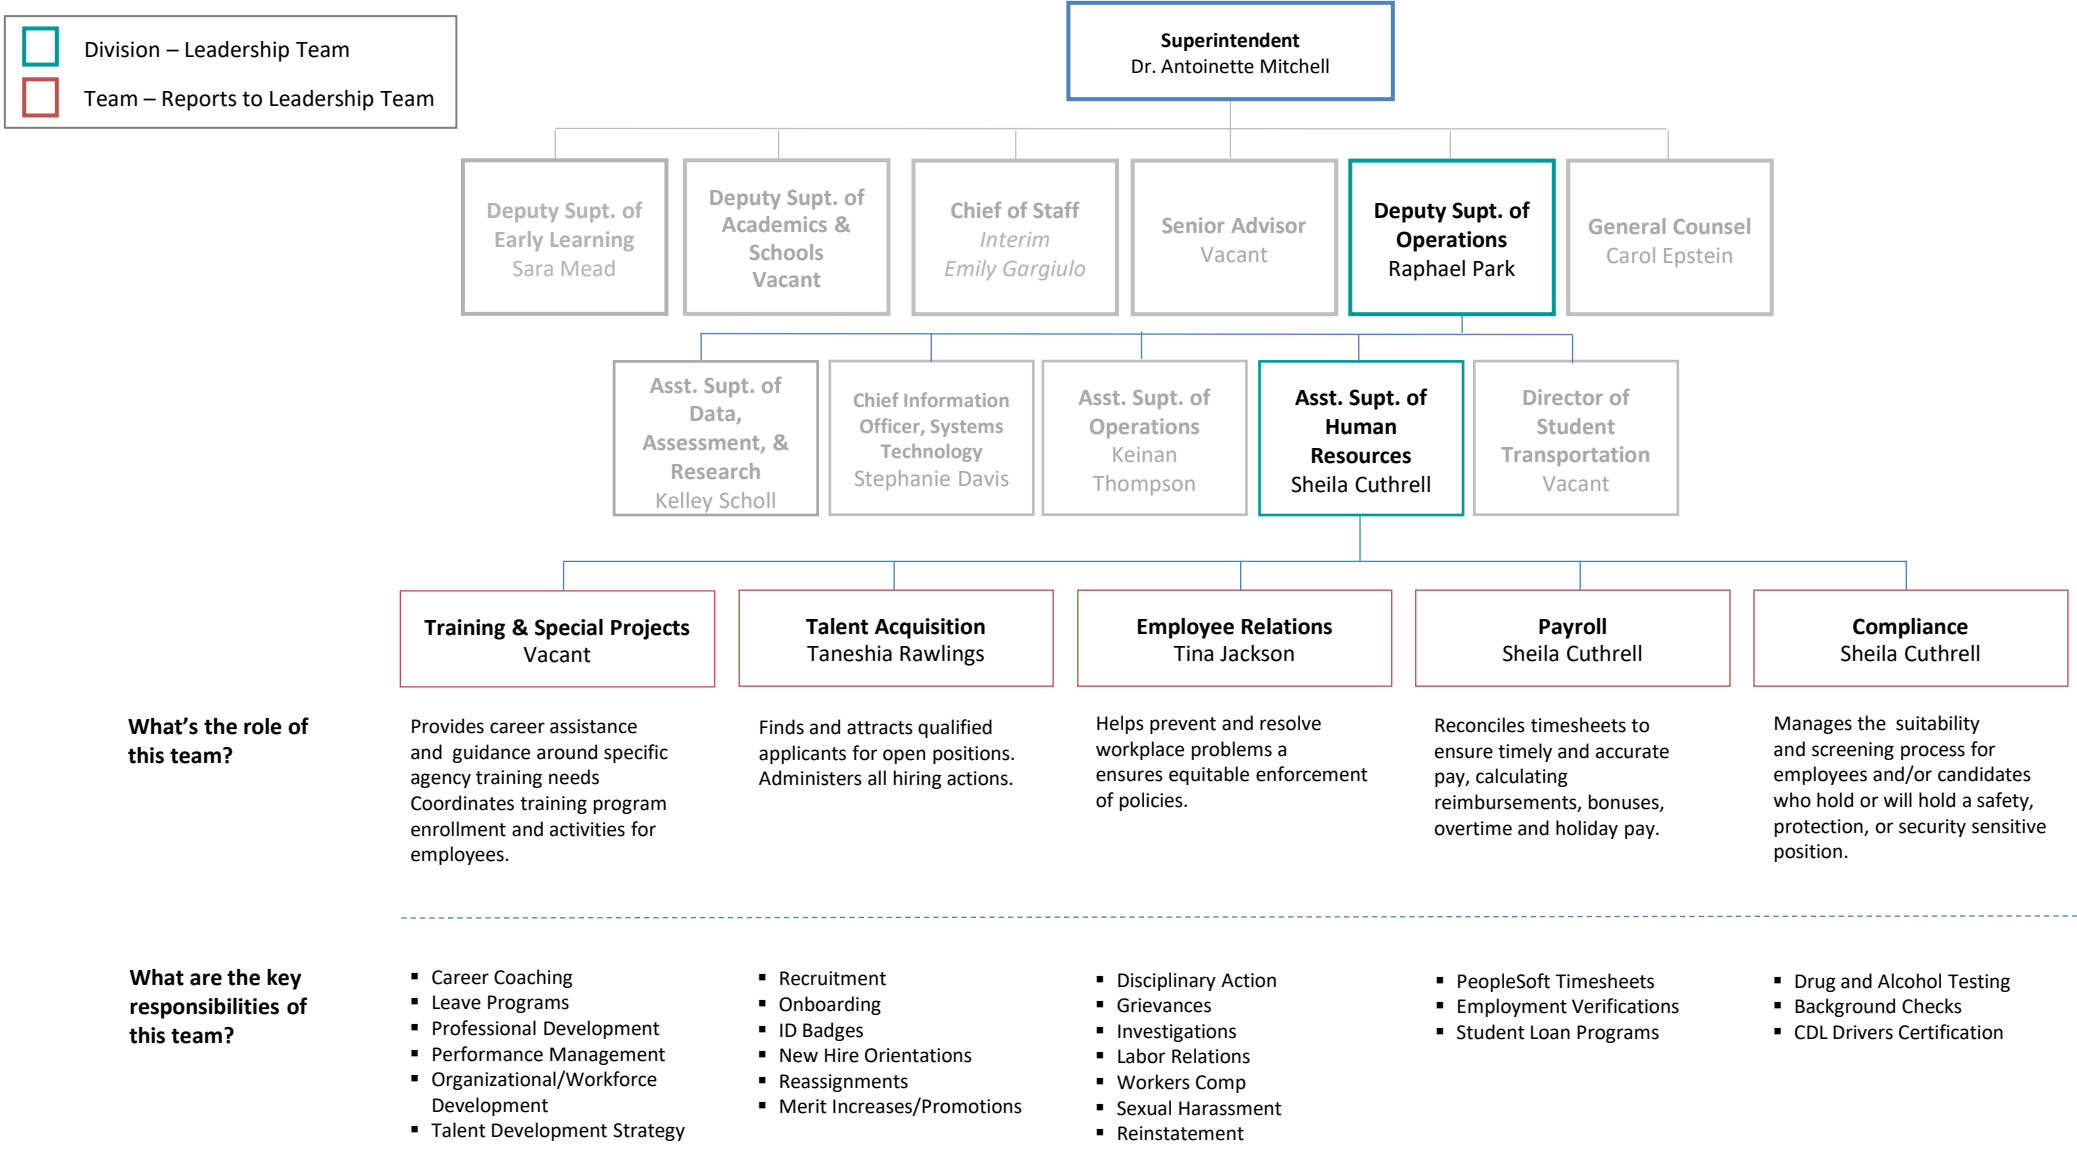 Division – Leadership Team
Team – Reports to Leadership Team
Superintendent
Dr. Antoinette Mitchell
Deputy Supt. of
Early Learning
Sara Mead
Deputy Supt. of
Academics &
Schools
Vacant
Chief of Staff
Interim
Emily Gargiulo
Senior Advisor
Vacant
Deputy Supt. of
Operations
Raphael Park
General Counsel
Carol Epstein
Asst. Supt. of
Data,
Assessment, &
Research
Kelley Scholl
Chief Information
Officer, Systems
Technology
Stephanie Davis
Asst. Supt. of
Operations
Keinan
Thompson
Asst. Supt. of
Human
Resources
Sheila Cuthrell
Director of
Student
Transportation
Vacant
Training & Special Projects
Vacant
Talent Acquisition
Taneshia Rawlings
Employee Relations
Tina Jackson
Payroll
Sheila Cuthrell
Compliance
Sheila Cuthrell
What’s the role of
this team?
Provides career assistance
and guidance around specific
agency training needs
Coordinates training program
enrollment and activities for
employees.
Finds and attracts qualified
applicants for open positions.
Administers all hiring actions.
Helps prevent and resolve
workplace problems a
ensures equitable enforcement
of policies.
Reconciles timesheets to
ensure timely and accurate
pay, calculating
reimbursements, bonuses,
overtime and holiday pay.
Manages the suitability
and screening process for
employees and/or candidates
who hold or will hold a safety,
protection, or security sensitive
position.
What are the key
responsibilities of
this team?
▪ Career Coaching
▪ Leave Programs
▪ Professional Development
▪ Performance Management
▪ Organizational/Workforce
Development
▪ Talent Development Strategy
▪ Recruitment
▪ Onboarding
▪ ID Badges
▪ New Hire Orientations
▪ Reassignments
▪ Merit Increases/Promotions
▪ Disciplinary Action
▪ Grievances
▪ Investigations
▪ Labor Relations
▪ Workers Comp
▪ Sexual Harassment
▪ Reinstatement
▪ PeopleSoft Timesheets
▪ Employment Verifications
▪ Student Loan Programs
▪ Drug and Alcohol Testing
▪ Background Checks
▪ CDL Drivers Certification